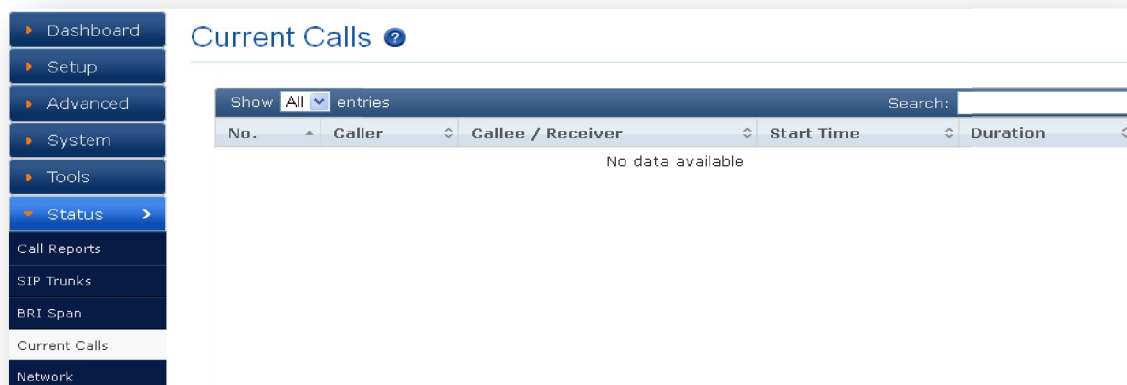 Dashboard
Setup
Advanced
System
Tools
Status
Call Reports
SIP Trunks
BRI Span
Current Calls
Network
Current Calls ?
Show All entries Search:
No. Caller Callee / Receiver Start Time Duration
No data available